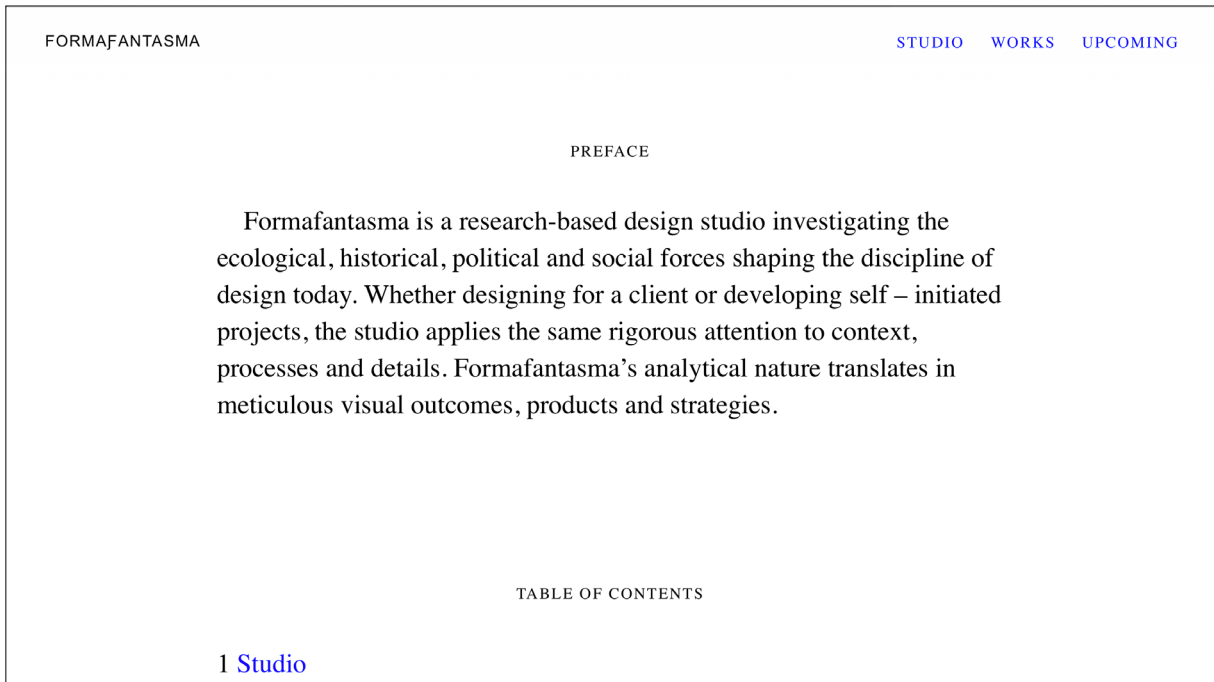 FORMAFANTASMA
STUDIO WORKS UPCOMING
PREFACE
Formafantasma is a research-based design studio investigating the
ecological, historical, political and social forces shaping the discipline of
design today. Whether designing for a client or developing self – initiated
projects, the studio applies the same rigorous attention to context,
processes and details. Formafantasma’s analytical nature translates in
meticulous visual outcomes, products and strategies.
TABLE OF CONTENTS
1 Studio